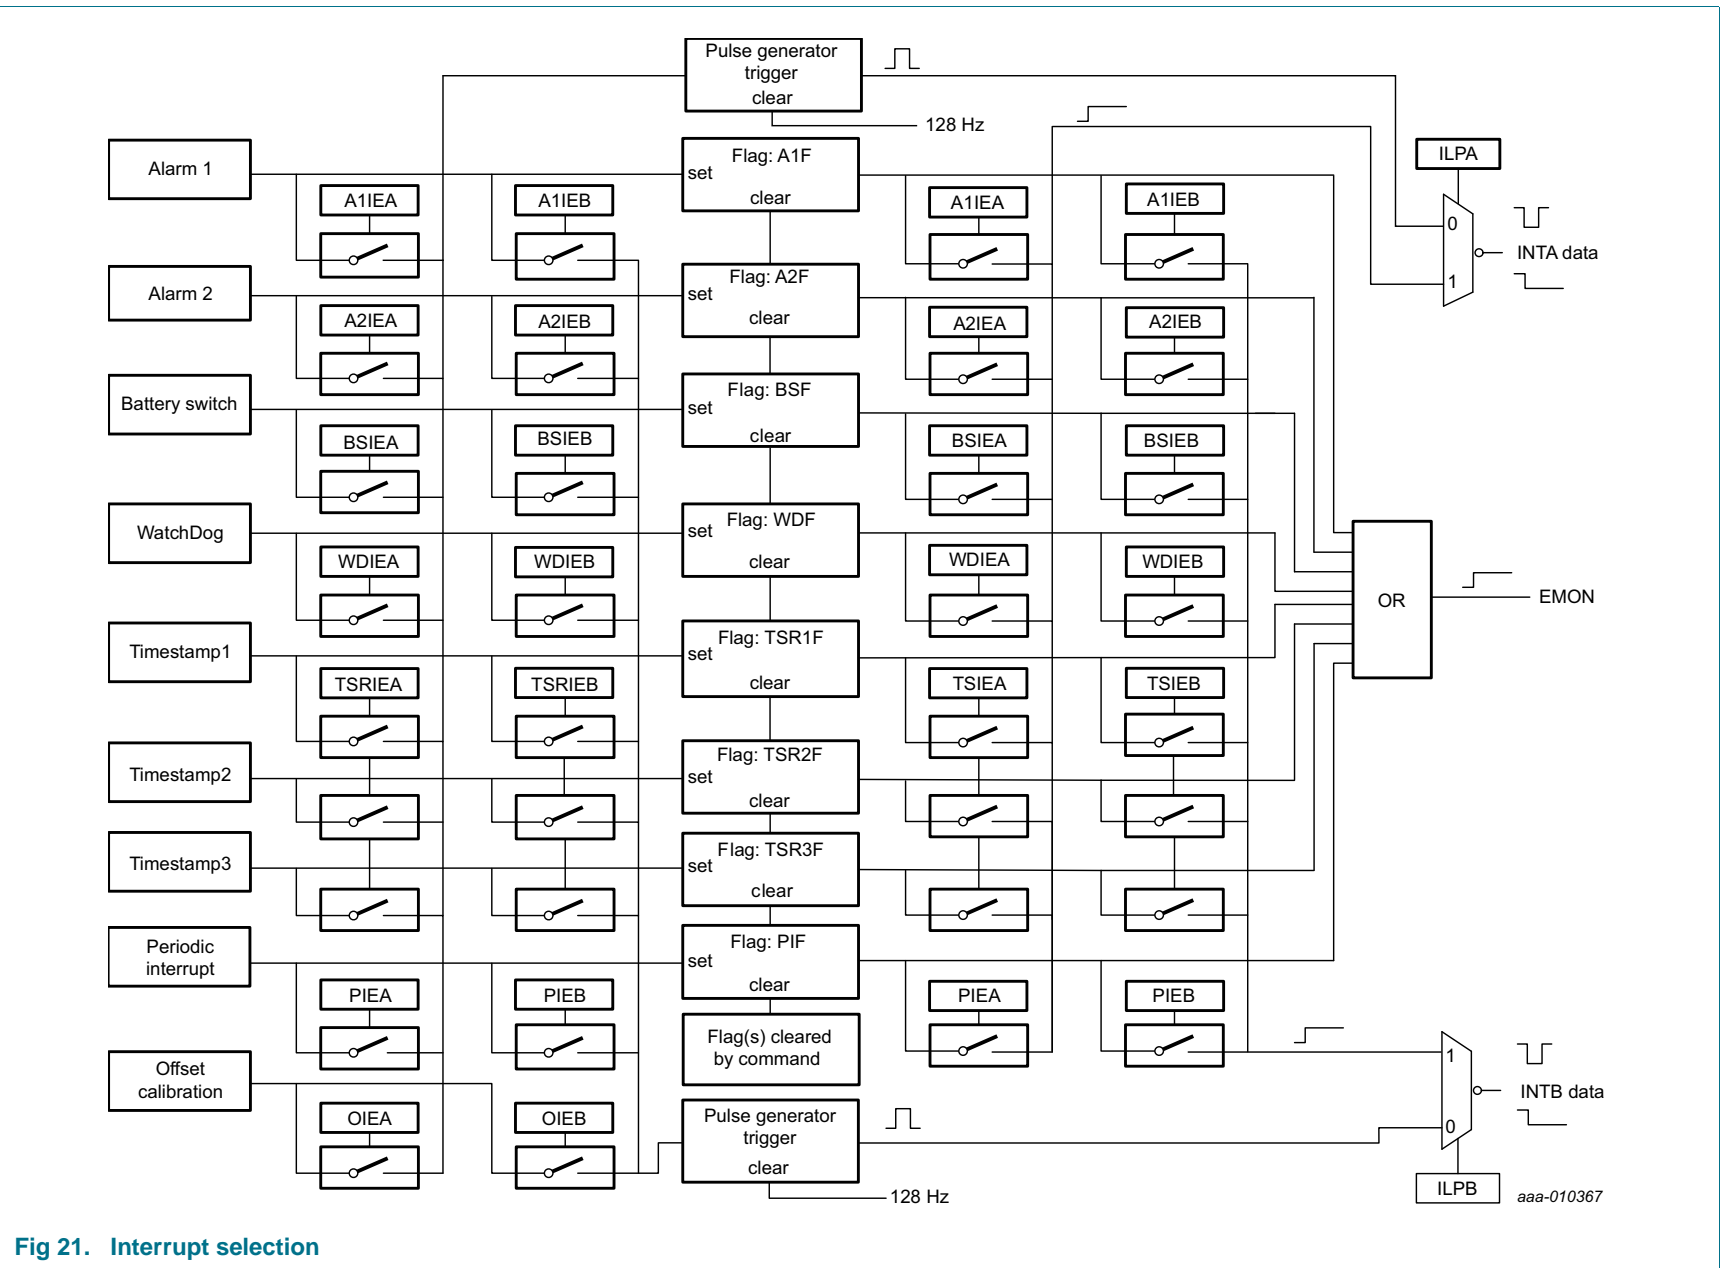 Pulse generator
trigger
clear
128 Hz
Alarm 1
Flag: A1F
set
clear
ILPA
A1IEA
A1IEB
A1IEA
A1IEB
0
INTA data
1
Alarm 2
Flag: A2F
set
clear
A2IEA
A2IEB
A2IEA
A2IEB
Battery switch
Flag: BSF
set
clear
BSIEA
BSIEB
BSIEA
BSIEB
WatchDog
Flag: WDF
set
clear
WDIEA
WDIEB
WDIEA
WDIEB
OR
EMON
Timestamp1
Flag: TSR1F
set
clear
TSRIEA
TSRIEB
TSIEA
TSIEB
Timestamp2
Flag: TSR2F
set
clear
Timestamp3
Flag: TSR3F
set
clear
Periodic
interrupt
Flag: PIF
set
clear
PIEA
PIEB
PIEA
PIEB
Flag(s) cleared
by command
Offset
calibration
1
INTB data
0
OIEA
OIEB
Pulse generator
trigger
clear
128 Hz
ILPB
aaa-010367
Fig 21. Interrupt selection